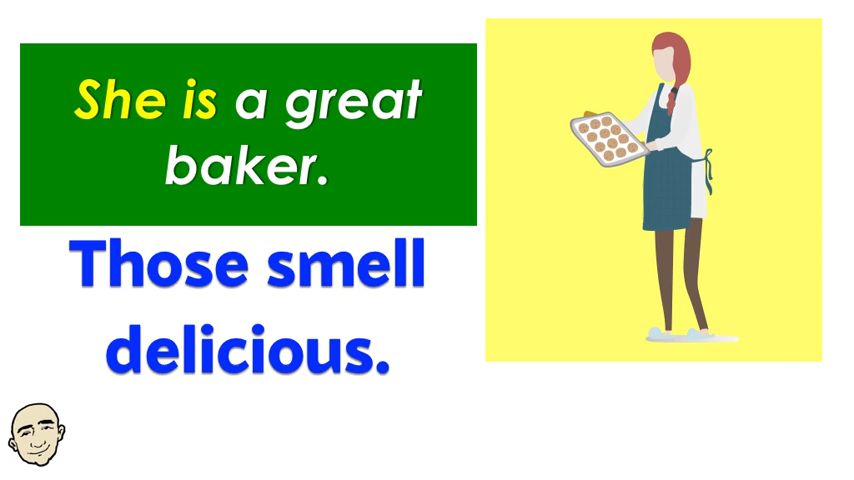 She is a great
baker.
Those smell
delicious.